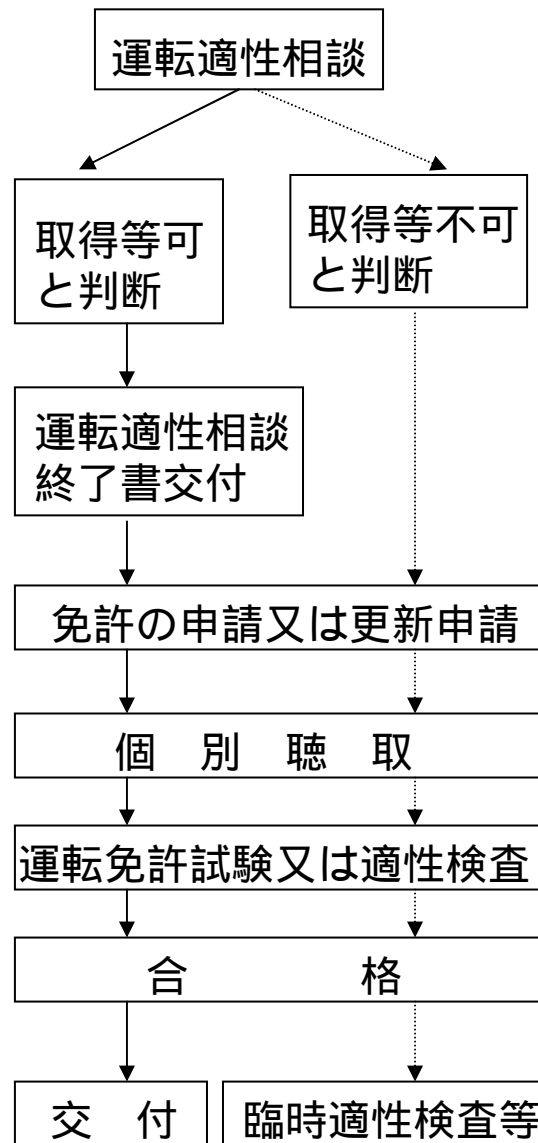 運転適性相談
取得等可
と判断
取得等不可
と判断
運転適性相談
終了書交付
免許の申請又は更新申請
個 別 聴 取
運転免許試験又は適性検査
合 格
交 付
臨時適性検査等